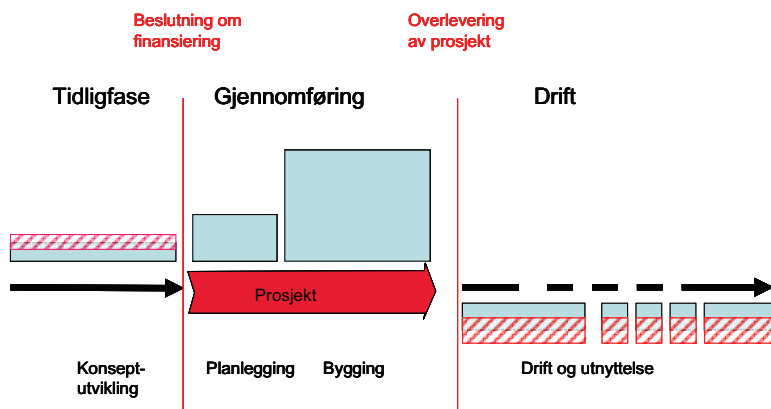 Beslutning om
finansiering
Overlevering
av prosjekt
Tidligfase
Gjennomføring
Drift
Prosjekt
Konsept-
utvikling
Planlegging
Bygging
Drift og utnyttelse